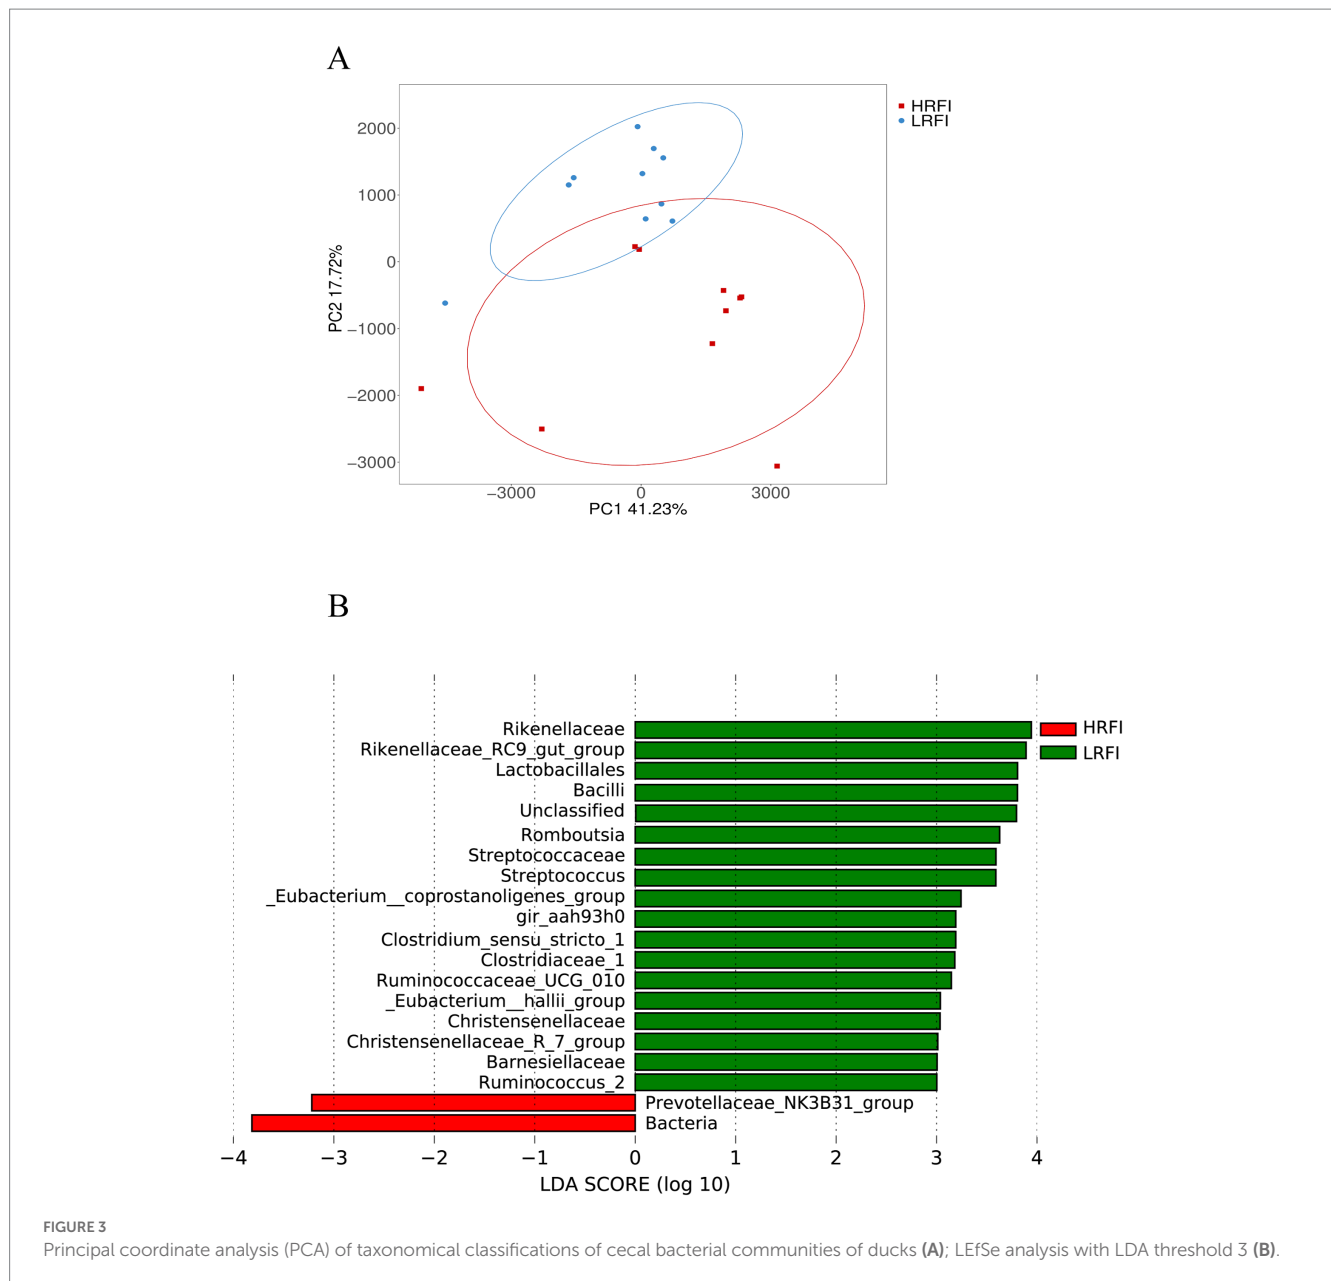 A
HRFI
LRFI
2000
1000
0
−1000
−2000
−3000
PC2 17.72%
−3000 0 3000
PC1 41.23%
B
Rikenellaceae
Rikenellaceae_RC9_gut_group
Lactobacillales
Bacilli
Unclassified
Romboutsia
Streptococcaceae
Streptococcus
_Eubacterium__coprostanoligenes_group
gir_aah93h0
Clostridium_sensu_stricto_1
Clostridiaceae_1
Ruminococcaceae_UCG_010
_Eubacterium__hallii_group
Christensenellaceae
Christensenellaceae_R_7_group
Barnesiellaceae
Ruminococcus_2
Prevotellaceae_NK3B31_group
Bacteria
HRFI
LRFI
−4 −3 −2 −1 0 1 2 3 4
LDA SCORE (log 10)
FIGURE 3
Principal coordinate analysis (PCA) of taxonomical classifications of cecal bacterial communities of ducks (A); LEfSe analysis with LDA threshold 3 (B).